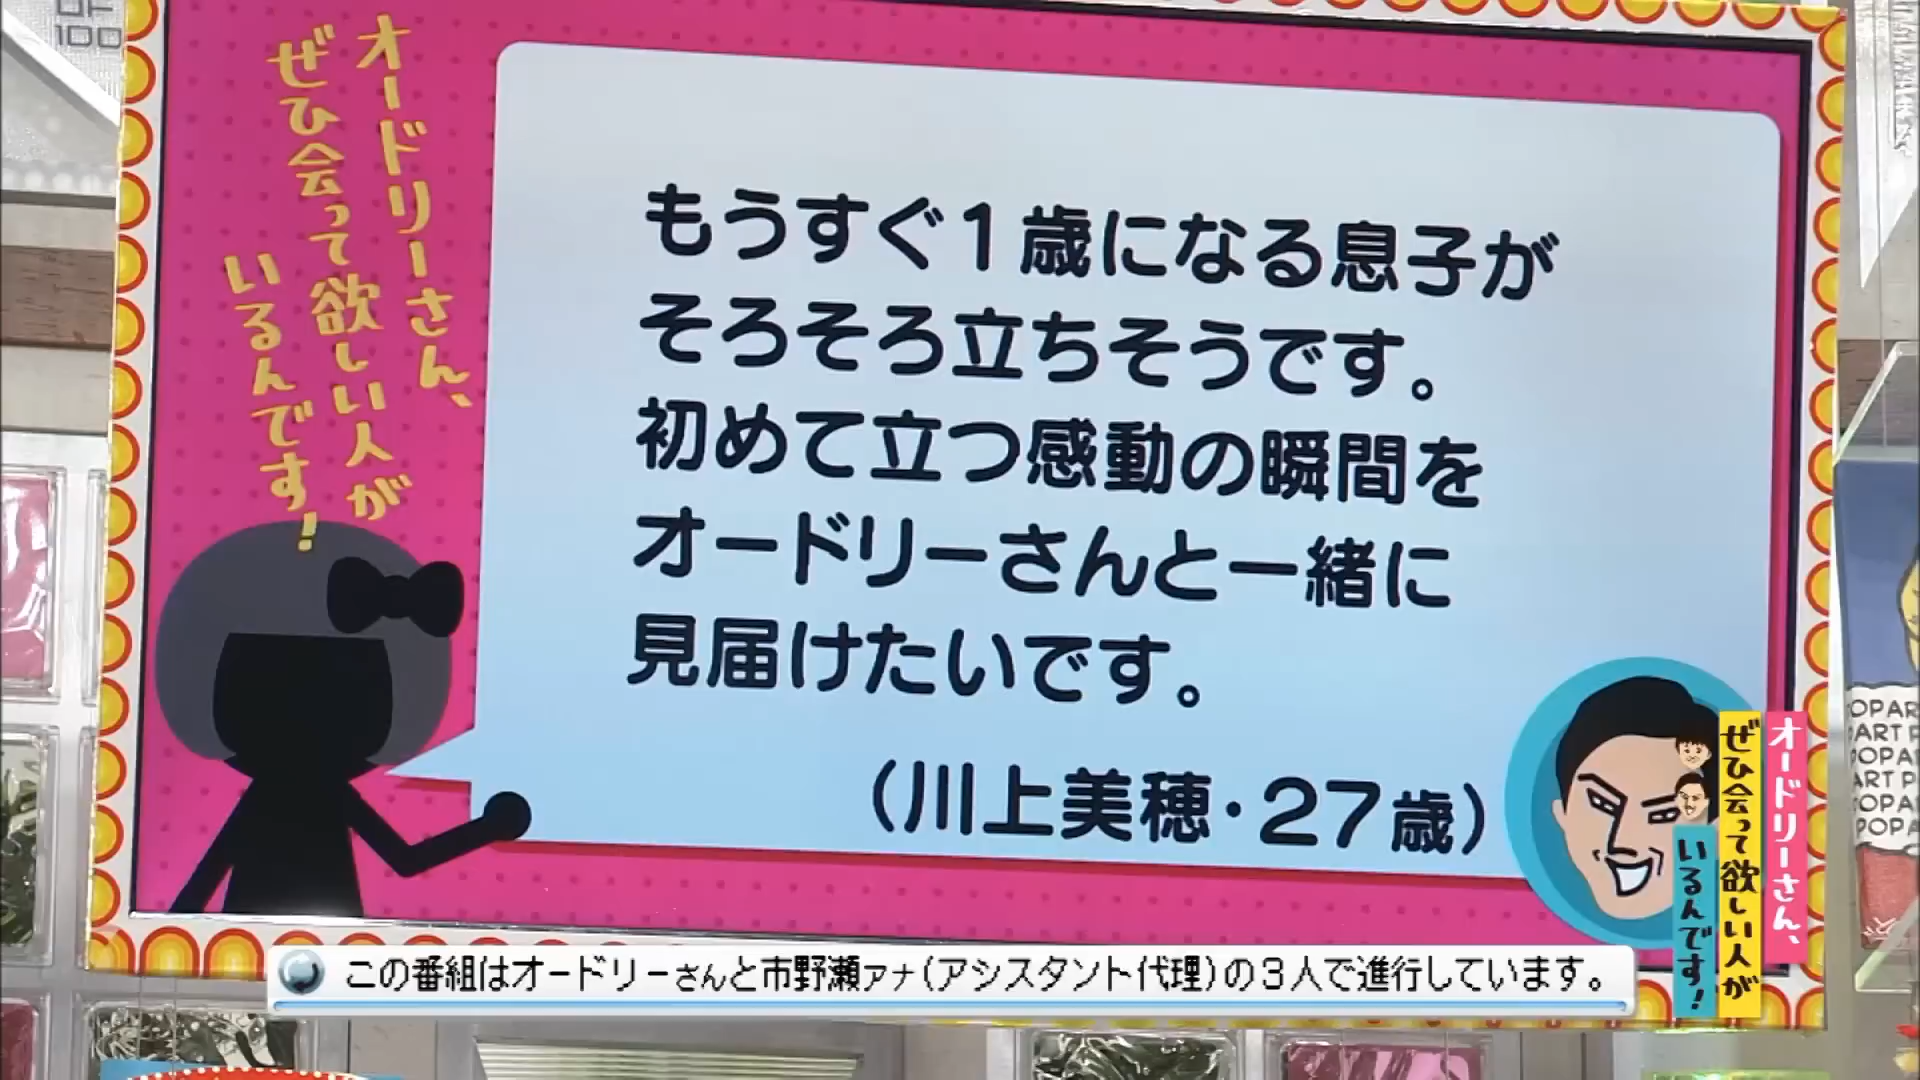 オードリーさん、
ぜひ会って欲しい人が
いるんです!
もうすぐ1歳になる息子が
そろそろ立ちそうです。
初めて立つ感動の瞬間を
オードリーさんと一緒に
見届けたいです。
(川上美穂・27歳)
オードリーさん、
ぜひ会って欲しい人が
いるんです!
この番組はオードリーさんと市野瀬アナ(アシスタント代理)の3人で進行しています。